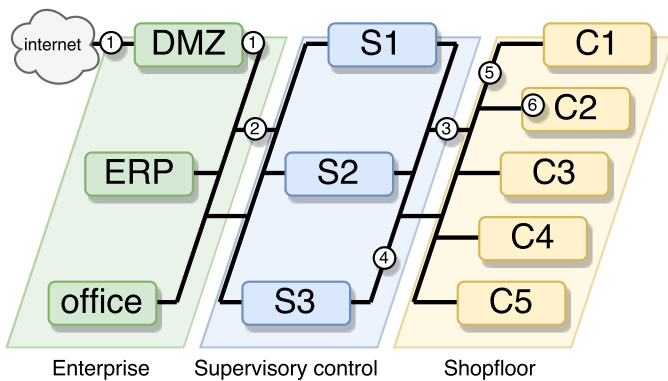 internet
1
DMZ
1
S1
C1
5
6
C2
2
3
ERP
S2
C3
C4
4
office
S3
C5
Enterprise
Supervisory control
Shopfloor